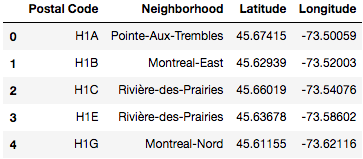 Postal Code Neighborhood Latitude Longitude
0 H1A Pointe-Aux-Trembles 45.67415 -73.50059
1 H1B Montreal-East 45.62939 -73.52003
2 H1C Rivière-des-Prairies 45.66019 -73.54076
3 H1E Rivière-des-Prairies 45.63678 -73.58602
4 H1G Montreal-Nord 45.61155 -73.62116